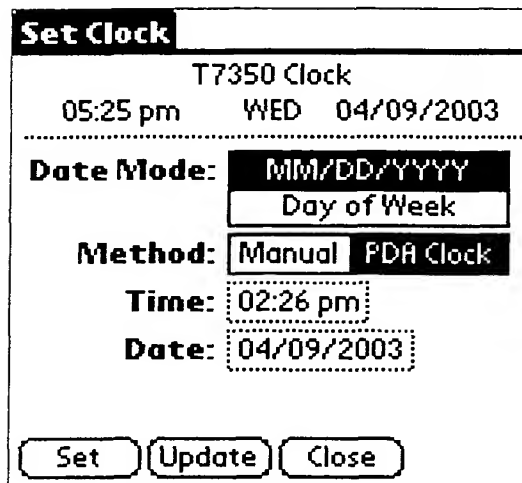 Set Clock
T7350 Clock
05:25 pm WED 04/09/2003
Date Mode: MM/DD/YYYY
Day of Week
Method: Manual PDA Clock
Time: 02:26 pm
Date: 04/09/2003
Set Update Close